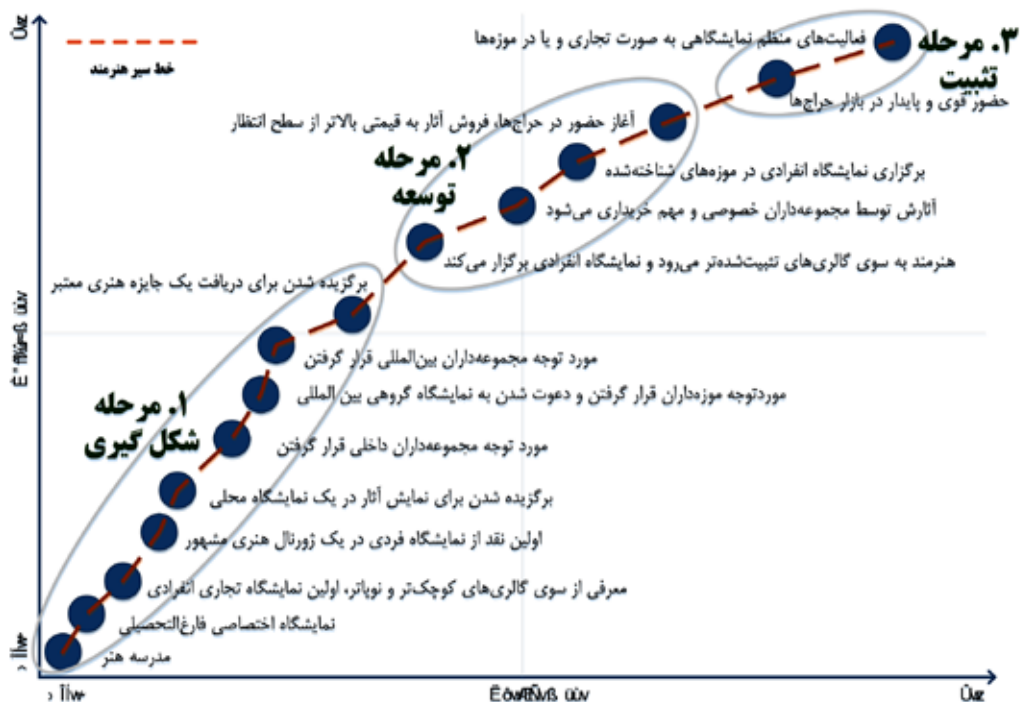 خط سیر هنرمند
۳. مرحله
تثبیت
فعالیت‌های منظم نمایشگاهی به صورت تجاری و یا در موزه‌ها
حضور قوی و پایدار در بازار حراج‌ها
۲. مرحله
توسعه
آغاز حضور در حراج‌ها، فروش آثار به قیمتی بالاتر از سطح انتظار
برگزاری نمایشگاه انفرادی در موزه‌های شناخته‌شده
آثارش توسط مجموعه‌داران خصوصی و مهم خریداری می‌شود
هنرمند به سوی گالری‌های تثبیت‌شده‌تر می‌رود و نمایشگاه انفرادی برگزار می‌کند
برگزیده شدن برای دریافت یک جایزه هنری معتبر
مورد توجه مجموعه‌داران بین‌المللی قرار گرفتن
موردتوجه موزه‌داران قرار گرفتن و دعوت شدن به نمایشگاه گروهی بین المللی
۱. مرحله
شکل گیری
مورد توجه مجموعه‌داران داخلی قرار گرفتن
برگزیده شدن برای نمایش آثار در یک نمایشگاه محلی
اولین نقد از نمایشگاه فردی در یک ژورنال هنری مشهور
معرفی از سوی گالری‌های کوچک‌تر و نوپاتر، اولین نمایشگاه تجاری انفرادی
نمایشگاه اختصاصی فارغ‌التحصیلی
مدرسه هنر